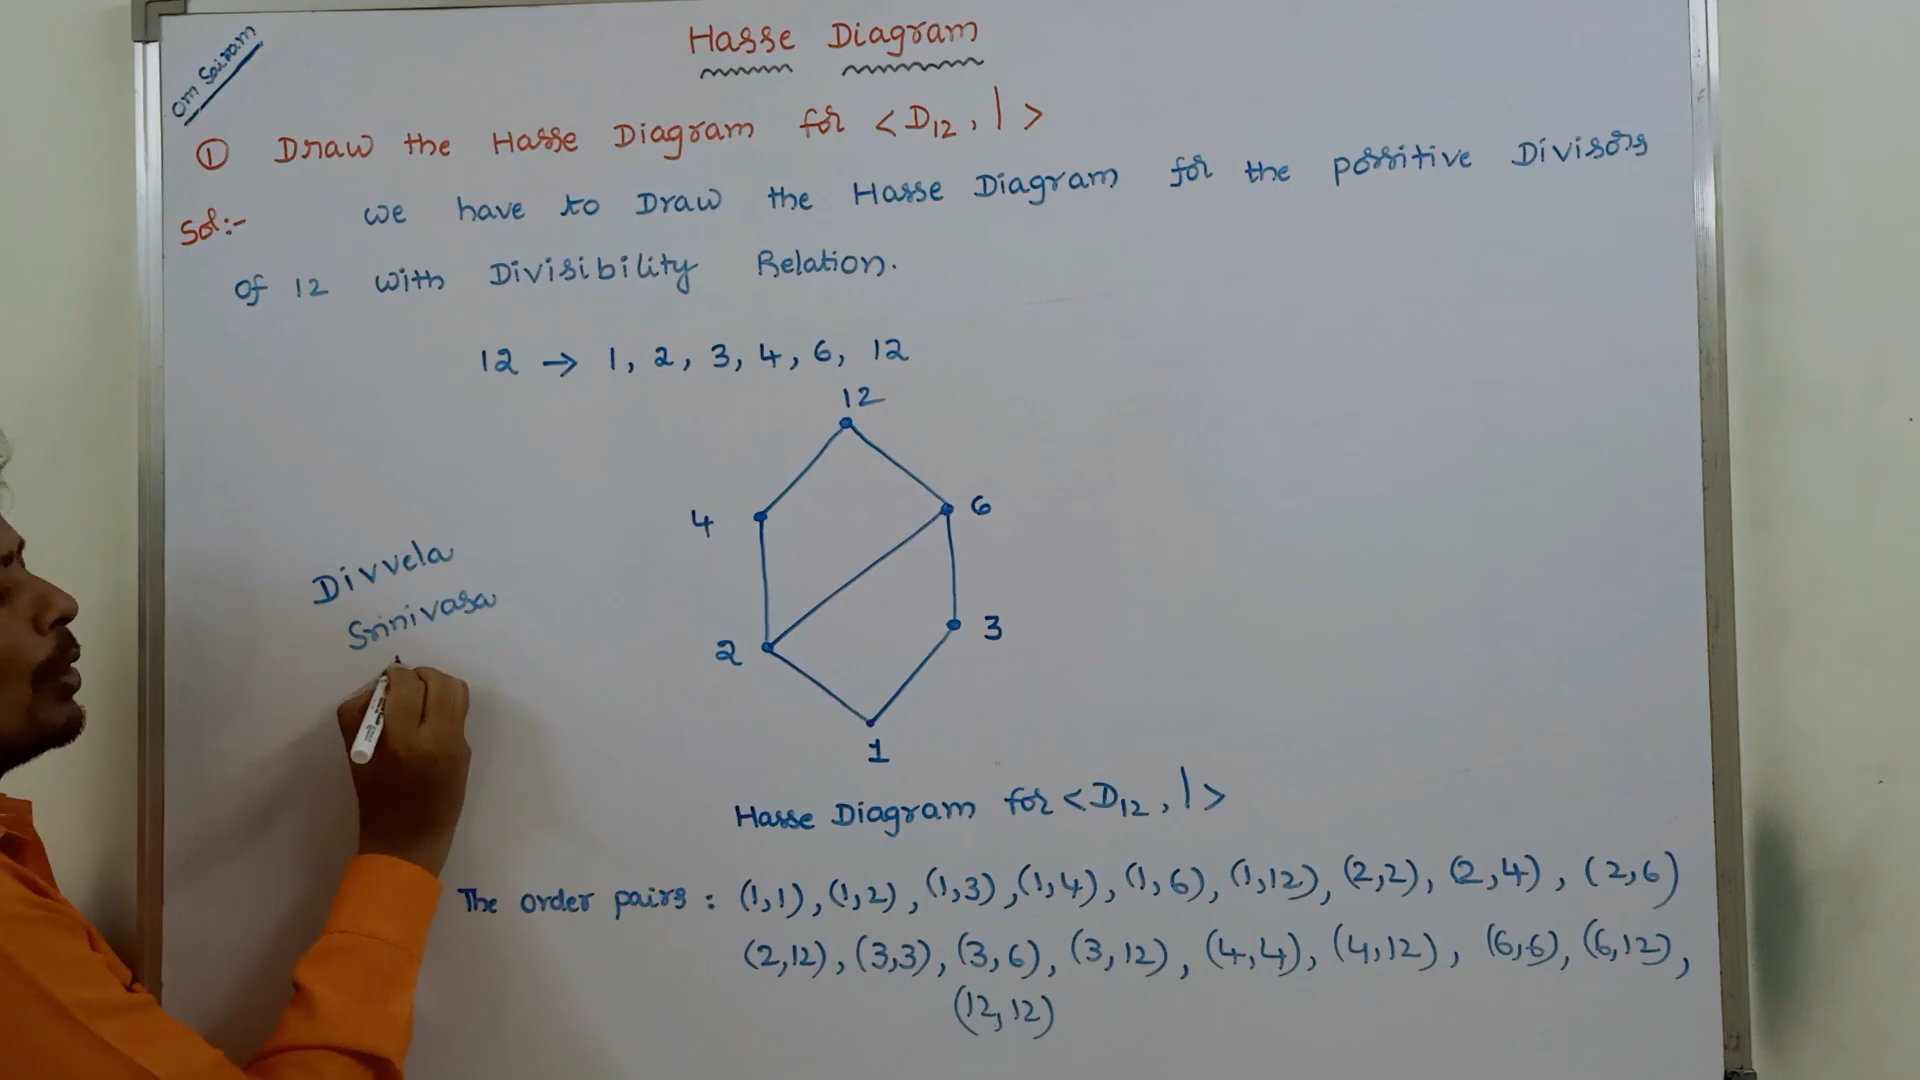 Om Sairam
Hasse Diagram
① Draw the Hasse Diagram for <D12, |>
Sol:- we have to Draw the Hasse Diagram for the possitive Divisors
of 12 with Divisibility Relation.
12 → 1, 2, 3, 4, 6, 12
12
4 6
Divvela
Srinivasa
2 3
1
Hasse Diagram for <D12, |>
The order pairs : (1,1), (1,2), (1,3), (1,4), (1,6), (1,12), (2,2), (2,4), (2,6)
(2,12), (3,3), (3,6), (3,12), (4,4), (4,12), (6,6), (6,12),
(12,12)